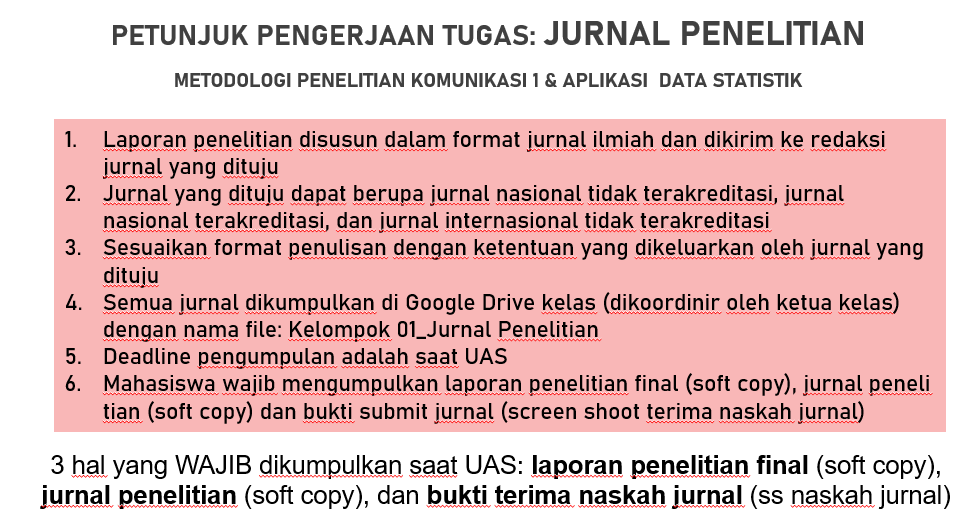 PETUNJUK PENGERJAAN TUGAS: JURNAL PENELITIAN
METODOLOGI PENELITIAN KOMUNIKASI 1 & APLIKASI DATA STATISTIK
1. Laporan penelitian disusun dalam format jurnal ilmiah dan dikirim ke redaksi
jurnal yang dituju
2. Jurnal yang dituju dapat berupa jurnal nasional tidak terakreditasi, jurnal
nasional terakreditasi, dan jurnal internasional tidak terakreditasi
3. Sesuaikan format penulisan dengan ketentuan yang dikeluarkan oleh jurnal yang
dituju
4. Semua jurnal dikumpulkan di Google Drive kelas (dikoordinir oleh ketua kelas)
dengan nama file: Kelompok 01_Jurnal Penelitian
5. Deadline pengumpulan adalah saat UAS
6. Mahasiswa wajib mengumpulkan laporan penelitian final (soft copy), jurnal peneli
tian (soft copy) dan bukti submit jurnal (screen shoot terima naskah jurnal)
3 hal yang WAJIB dikumpulkan saat UAS: laporan penelitian final (soft copy),
jurnal penelitian (soft copy), dan bukti terima naskah jurnal (ss naskah jurnal)